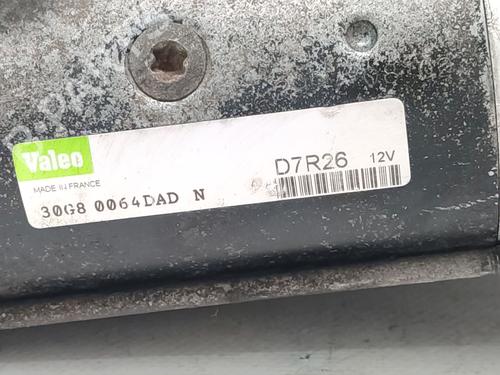 Valeo
D7R26 12V
MADE IN FRANCE
30G8 0064DAD N